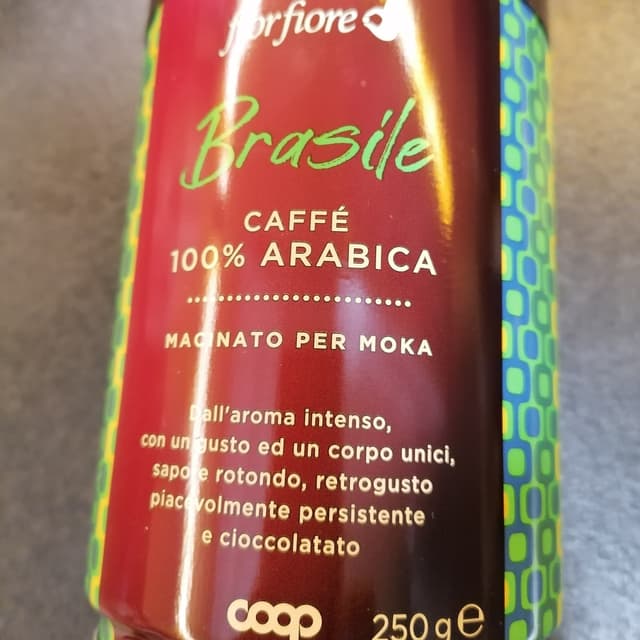 fiorfiore
Brasile
CAFFÉ
100% ARABICA
MACINATO PER MOKA
Dall'aroma intenso,
con un gusto ed un corpo unici,
sapore rotondo, retrogusto
piacevolmente persistente
e cioccolatato
coop
250 g e